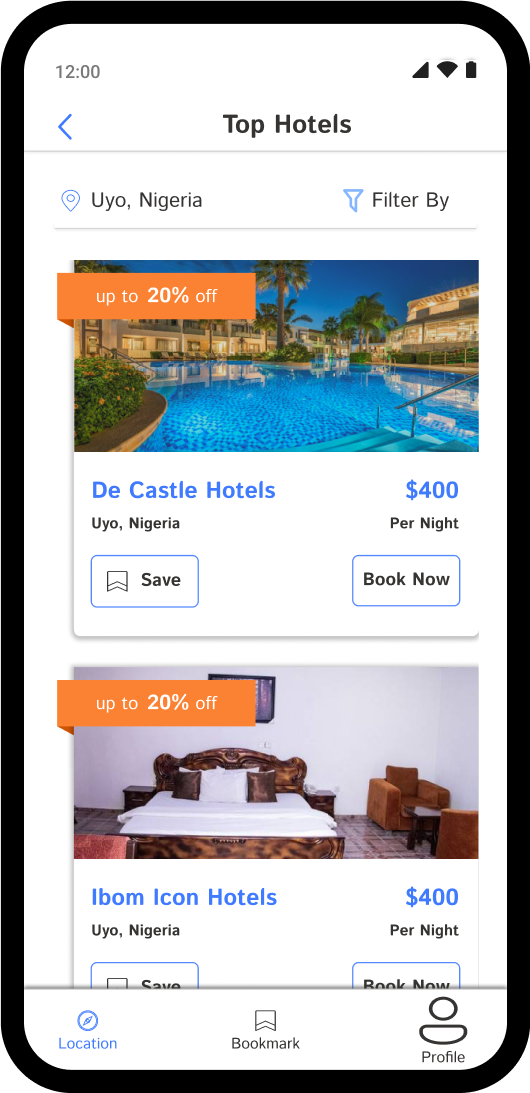 12:00
Top Hotels
Uyo, Nigeria
Filter By
up to 20% off
De Castle Hotels
$400
Uyo, Nigeria
Per Night
Save
Book Now
up to 20% off
Ibom Icon Hotels
$400
Uyo, Nigeria
Per Night
Save
Book Now
Location
Bookmark
Profile